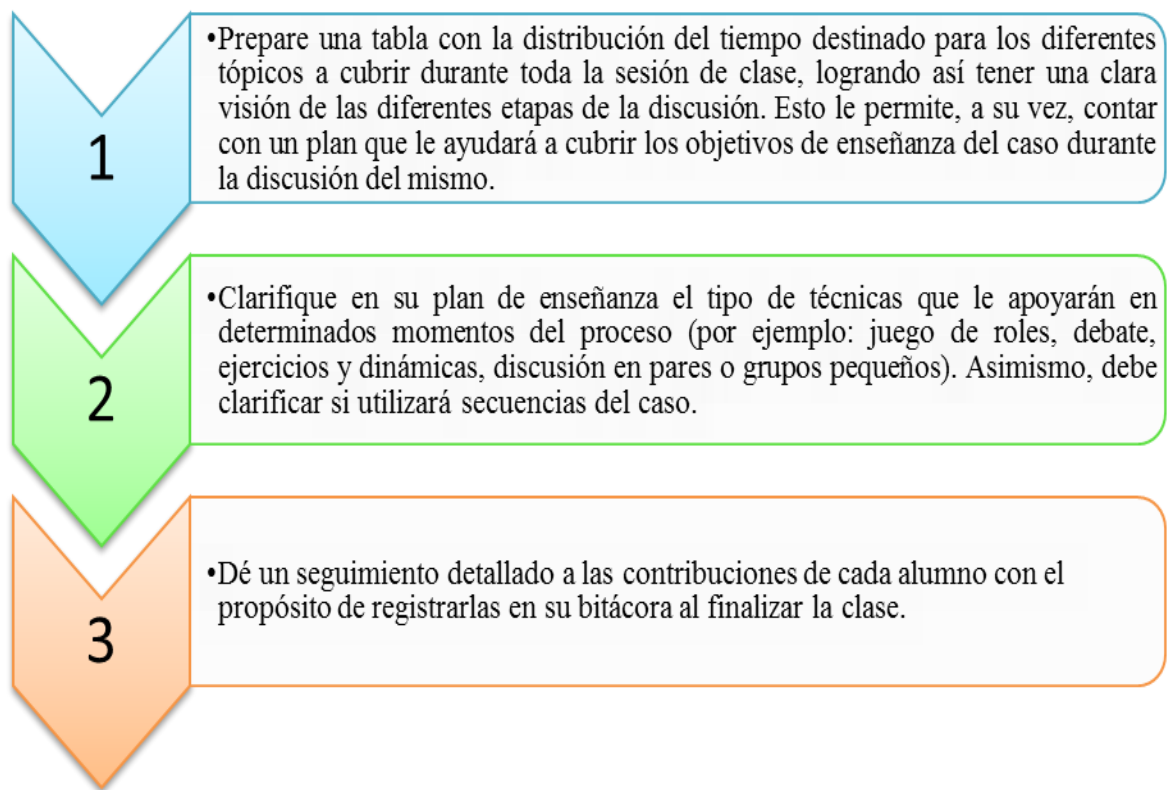 1
•Prepare una tabla con la distribución del tiempo destinado para los diferentes
tópicos a cubrir durante toda la sesión de clase, logrando así tener una clara
visión de las diferentes etapas de la discusión. Esto le permite, a su vez, contar
con un plan que le ayudará a cubrir los objetivos de enseñanza del caso durante
la discusión del mismo.
2
•Clarifique en su plan de enseñanza el tipo de técnicas que le apoyarán en
determinados momentos del proceso (por ejemplo: juego de roles, debate,
ejercicios y dinámicas, discusión en pares o grupos pequeños). Asimismo, debe
clarificar si utilizará secuencias del caso.
3
•Dé un seguimiento detallado a las contribuciones de cada alumno con el
propósito de registrarlas en su bitácora al finalizar la clase.